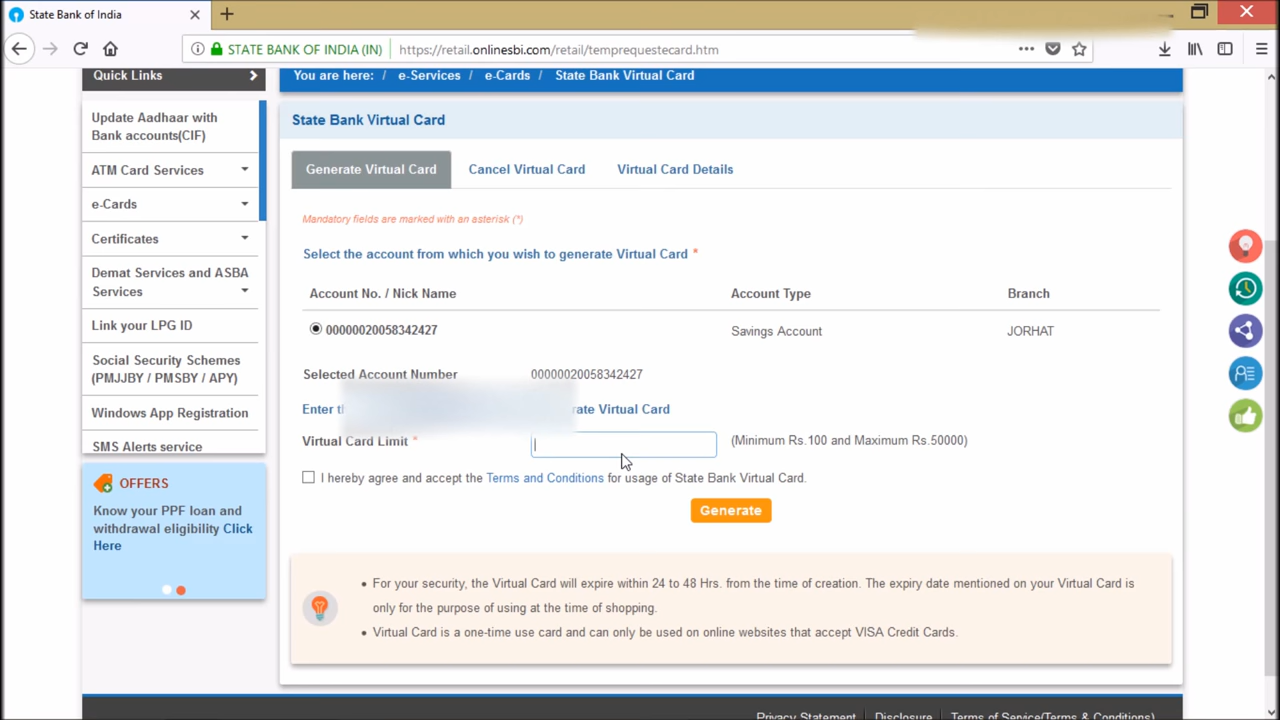 State Bank of India
STATE BANK OF INDIA (IN)
https://retail.onlinesbi.com/retail/temprequestecard.htm
Quick Links
You are here: / e-Services / e-Cards / State Bank Virtual Card
Update Aadhaar with
Bank accounts(CIF)
ATM Card Services
e-Cards
Certificates
Demat Services and ASBA
Services
Link your LPG ID
Social Security Schemes
(PMJJBY / PMSBY / APY)
Windows App Registration
SMS Alerts service
OFFERS
Know your PPF loan and
withdrawal eligibility Click
Here
State Bank Virtual Card
Generate Virtual Card Cancel Virtual Card Virtual Card Details
Mandatory fields are marked with an asterisk (*)
Select the account from which you wish to generate Virtual Card *
Account No. / Nick Name Account Type Branch
00000020058342427 Savings Account JORHAT
Selected Account Number 00000020058342427
Enter Virtual Card
Virtual Card Limit * (Minimum Rs.100 and Maximum Rs.50000)
I hereby agree and accept the Terms and Conditions for usage of State Bank Virtual Card.
Generate
• For your security, the Virtual Card will expire within 24 to 48 Hrs. from the time of creation. The expiry date mentioned on your Virtual Card is
only for the purpose of using at the time of shopping.
• Virtual Card is a one-time use card and can only be used on online websites that accept VISA Credit Cards.
Privacy Statement Disclosure Terms of Service(Terms & Conditions)